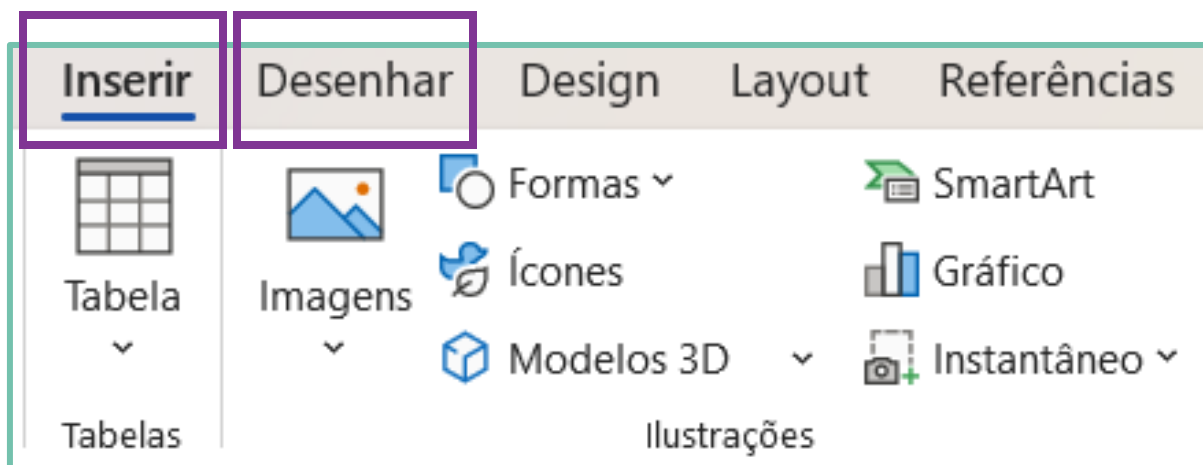 Inserir Desenhar Design Layout Referências
Formas SmartArt
Ícones Gráfico
Tabela Imagens
Modelos 3D Instantâneo
Tabelas Ilustrações